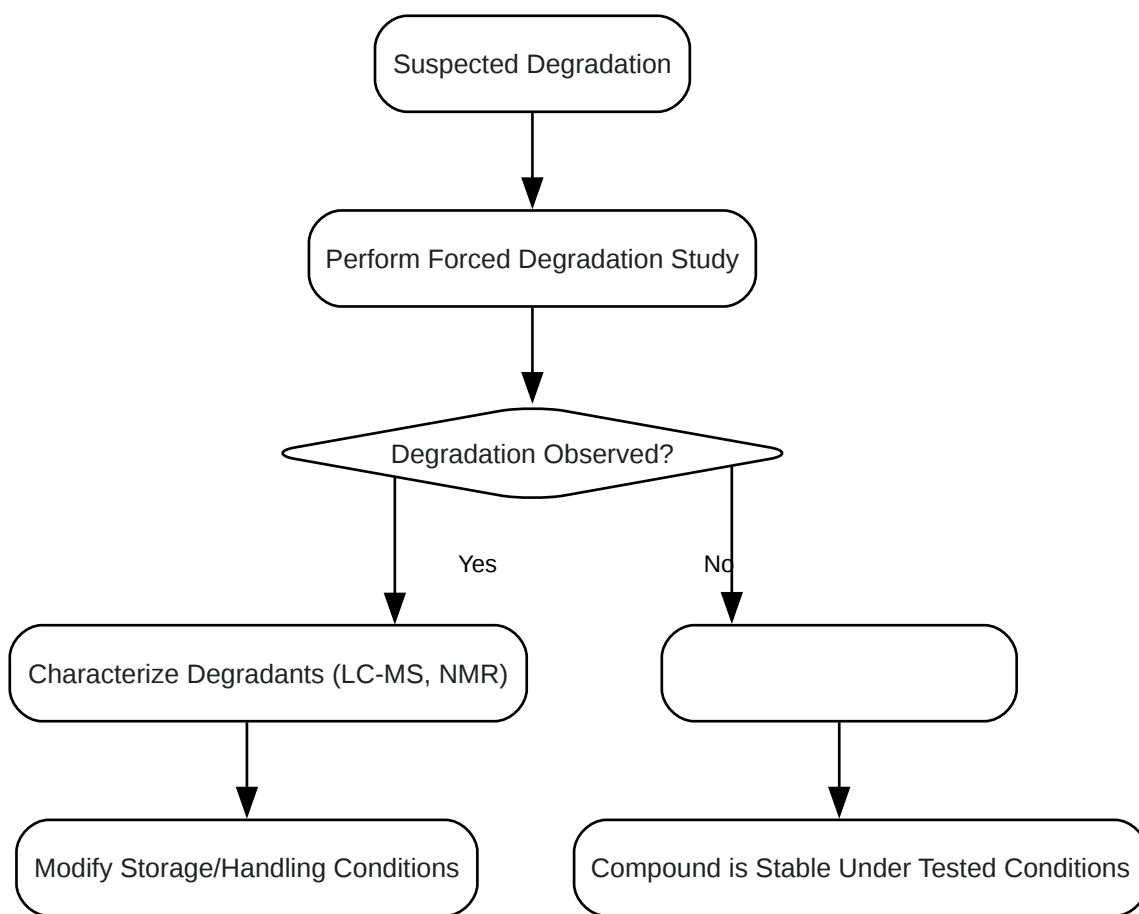 Suspected Degradation
Perform Forced Degradation Study
Degradation Observed?
Yes
No
Characterize Degradants (LC-MS, NMR)
Modify Storage/Handling Conditions
Compound is Stable Under Tested Conditions